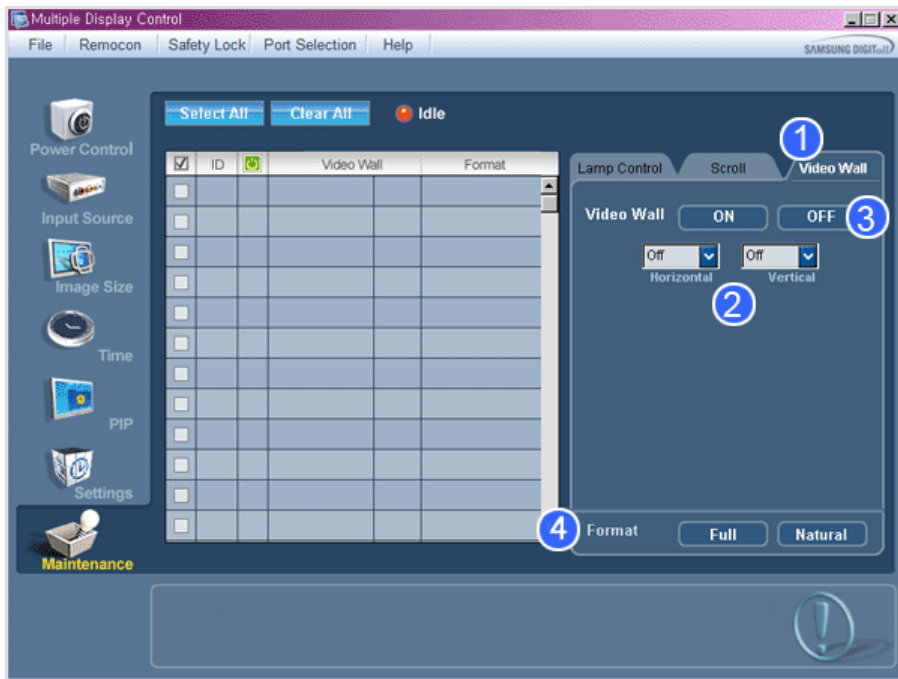 Multiple Display Control
File Remocon Safety Lock Port Selection Help
SAMSUNG DIGITall
Select All Clear All Idle
1
Power Control
Input Source
Image Size
Time
PIP
Settings
Maintenance
ID Video Wall Format
Lamp Control Scroll Video Wall
Video Wall ON OFF 3
Off Off
Horizontal Vertical
2
4 Format Full Natural